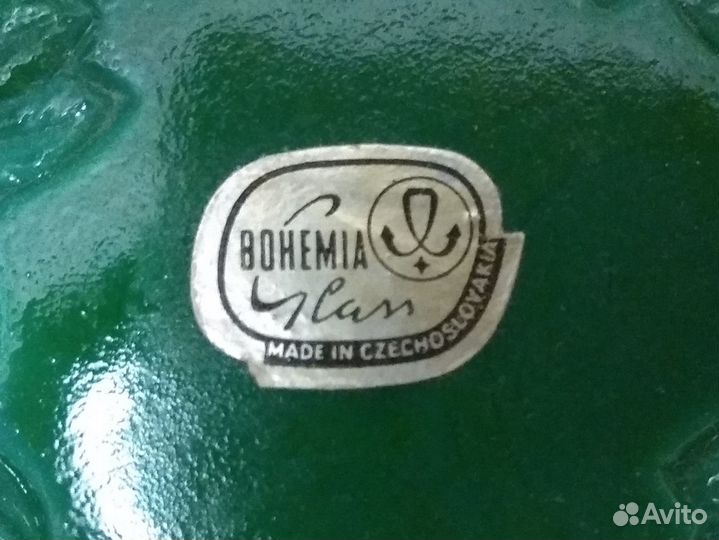 BOHEMIA
Glass
MADE IN CZECHOSLOVAKIA
Avito